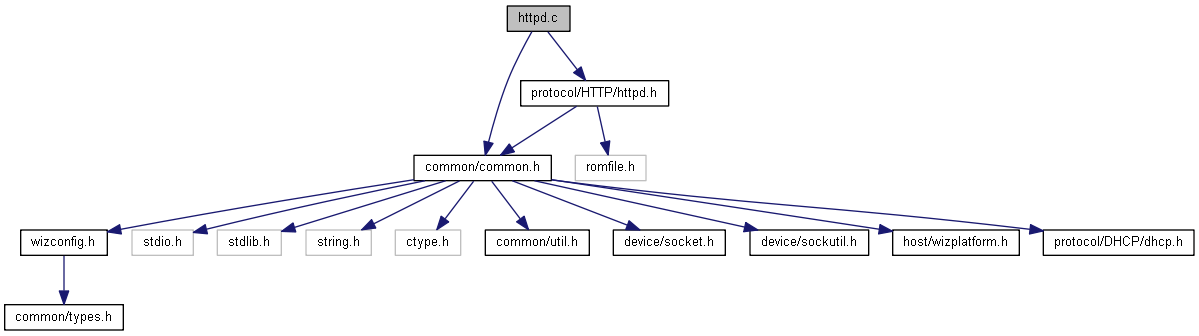 httpd.c
protocol/HTTP/httpd.h
common/common.h
romfile.h
wizconfig.h
stdio.h
stdlib.h
string.h
ctype.h
common/util.h
device/socket.h
device/sockutil.h
host/wizplatform.h
protocol/DHCP/dhcp.h
common/types.h